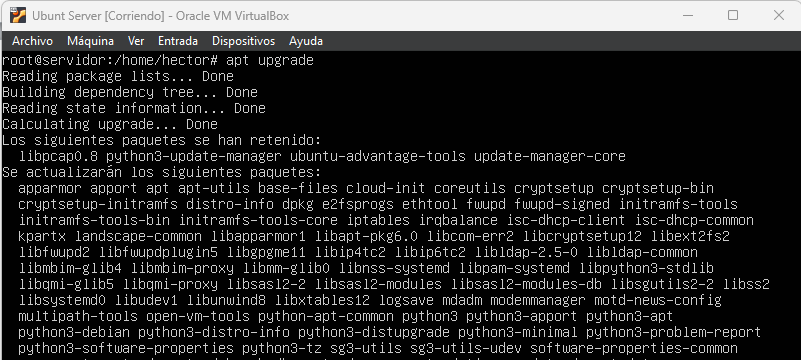 Ubunt Server [Corriendo] - Oracle VM VirtualBox
Archivo Máquina Ver Entrada Dispositivos Ayuda
root@servidor:/home/hector# apt upgrade
Reading package lists... Done
Building dependency tree... Done
Reading state information... Done
Calculating upgrade... Done
Los siguientes paquetes se han retenido:
libpcap0.8 python3-update-manager ubuntu-advantage-tools update-manager-core
Se actualizarán los siguientes paquetes:
apparmor apport apt apt-utils base-files cloud-init coreutils cryptsetup cryptsetup-bin
cryptsetup-initramfs distro-info dpkg e2fsprogs ethtool fwupd fwupd-signed initramfs-tools
initramfs-tools-bin initramfs-tools-core iptables irqbalance isc-dhcp-client isc-dhcp-common
kpartx landscape-common libapparmor1 libapt-pkg6.0 libcom-err2 libcryptsetup12 libext2fs2
libfwupd2 libfwupdplugin5 libgpgme11 libip4tc2 libip6tc2 libldap-2.5-0 libldap-common
libmbim-glib4 libmbim-proxy libmm-glib0 libnss-systemd libpam-systemd libpython3-stdlib
libqmi-glib5 libqmi-proxy libsasl2-2 libsasl2-modules libsasl2-modules-db libsgutils2-2 libss2
libsystemd0 libudev1 libunwind8 libxtables12 logsave mdadm modemmanager motd-news-config
multipath-tools open-vm-tools python-apt-common python3 python3-apport python3-apt
python3-debian python3-distro-info python3-distupgrade python3-minimal python3-problem-report
python3-software-properties python3-tz sg3-utils sg3-utils-udev software-properties-common